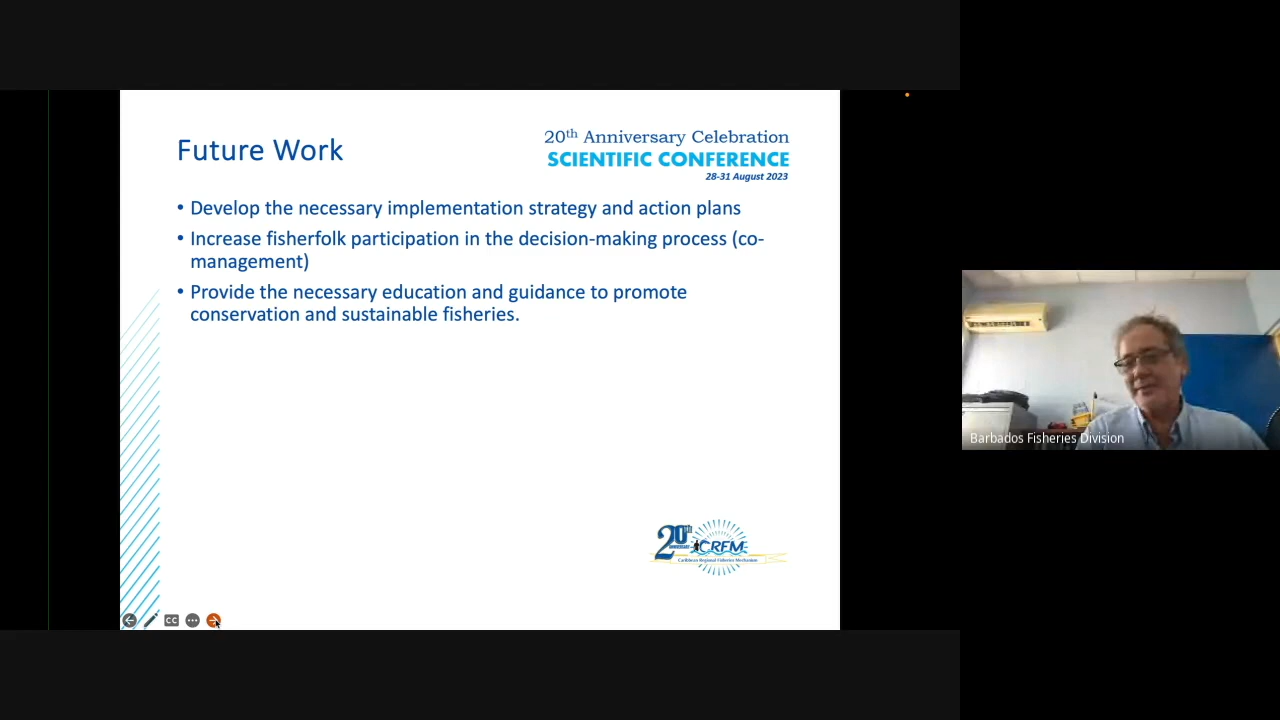 Future Work
20th Anniversary Celebration
SCIENTIFIC CONFERENCE
28-31 August 2023
• Develop the necessary implementation strategy and action plans
• Increase fisherfolk participation in the decision-making process (co-
management)
• Provide the necessary education and guidance to promote
conservation and sustainable fisheries.
Barbados Fisheries Division
20th
ANNIVERSARY
CRFM
Caribbean Regional Fisheries Mechanism
CC